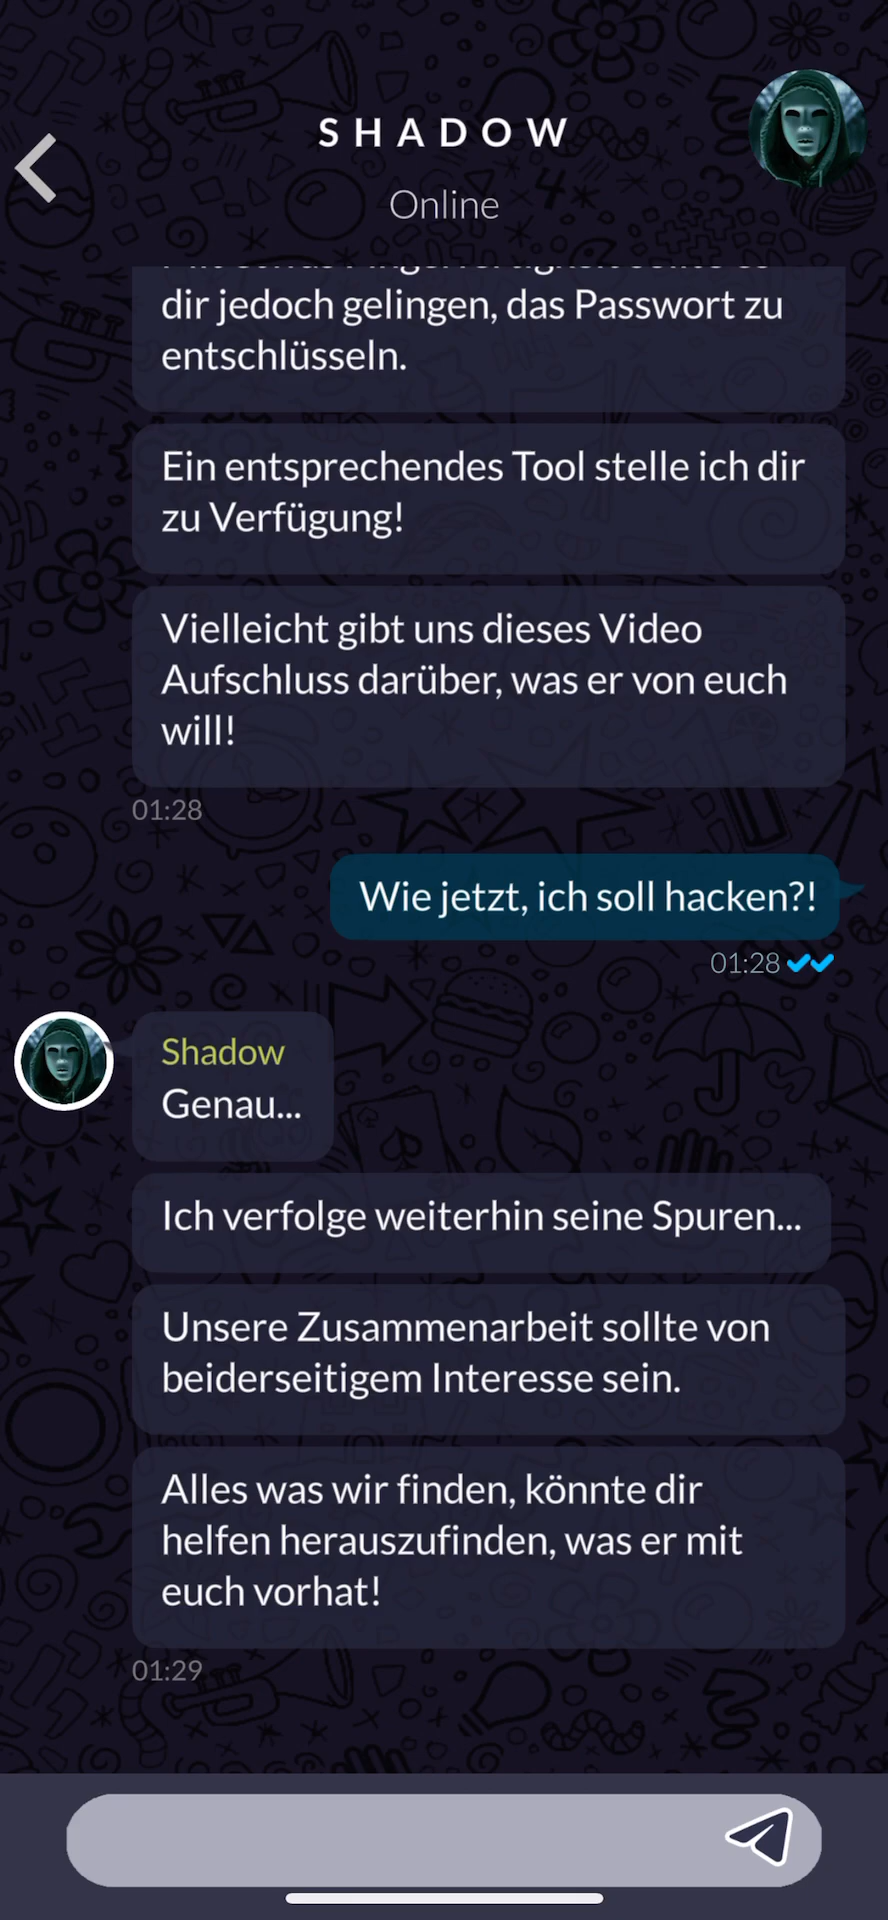 SHADOW
Online
dir jedoch gelingen, das Passwort zu
entschlüsseln.
Ein entsprechendes Tool stelle ich dir
zu Verfügung!
Vielleicht gibt uns dieses Video
Aufschluss darüber, was er von euch
will!
01:28
Wie jetzt, ich soll hacken?!
01:28
Shadow
Genau...
Ich verfolge weiterhin seine Spuren...
Unsere Zusammenarbeit sollte von
beiderseitigem Interesse sein.
Alles was wir finden, könnte dir
helfen herauszufinden, was er mit
euch vorhat!
01:29